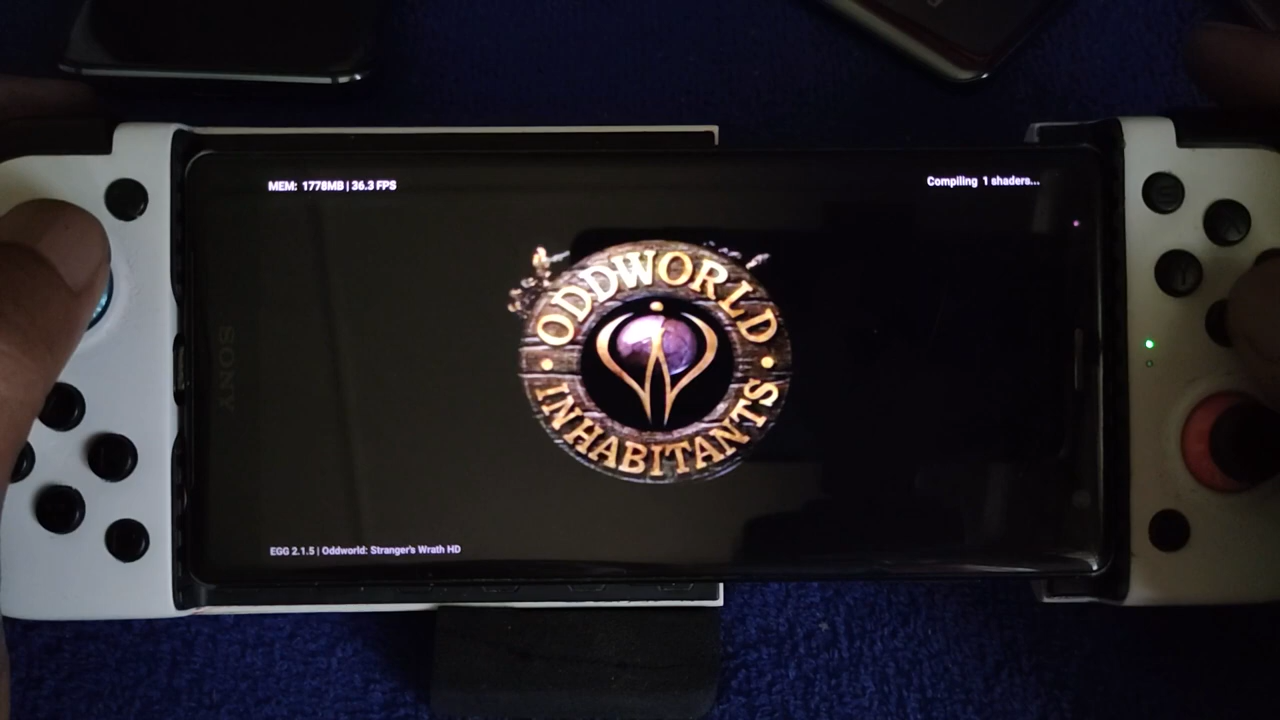 MEM: 1778MB | 36.3 FPS
Compiling 1 shaders...
ODDWORLD
INHABITANTS
SONY
EGG 2.1.5 | Oddworld: Stranger's Wrath HD